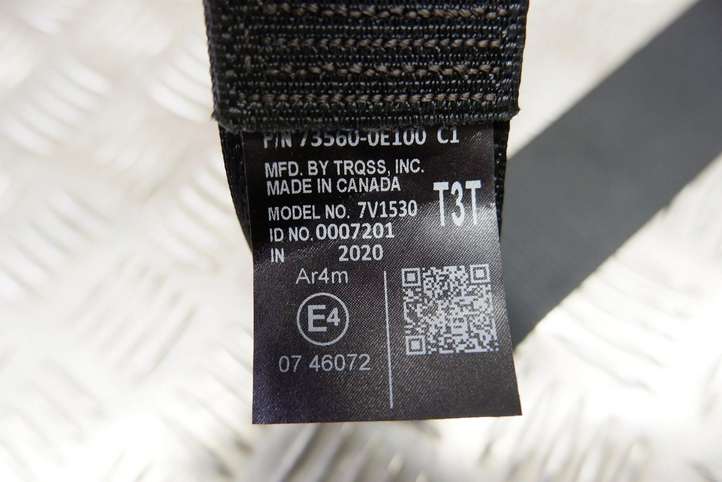 P/N 73560-0E100 C1
MFD. BY TRQSS, INC.
MADE IN CANADA
MODEL NO. 7V1530
T3T
ID NO. 0007201
IN 2020
Ar4m
E4
07 46072